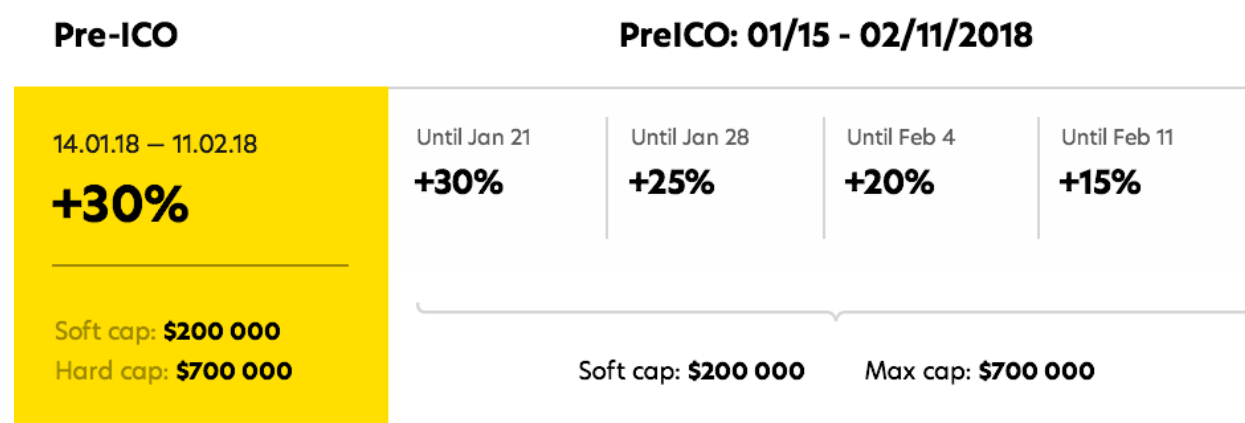 Pre-ICO
PreICO: 01/15 - 02/11/2018
14.01.18 — 11.02.18
+30%
Soft cap: $200 000
Hard cap: $700 000
Until Jan 21
+30%
Until Jan 28
+25%
Until Feb 4
+20%
Until Feb 11
+15%
Soft cap: $200 000
Max cap: $700 000